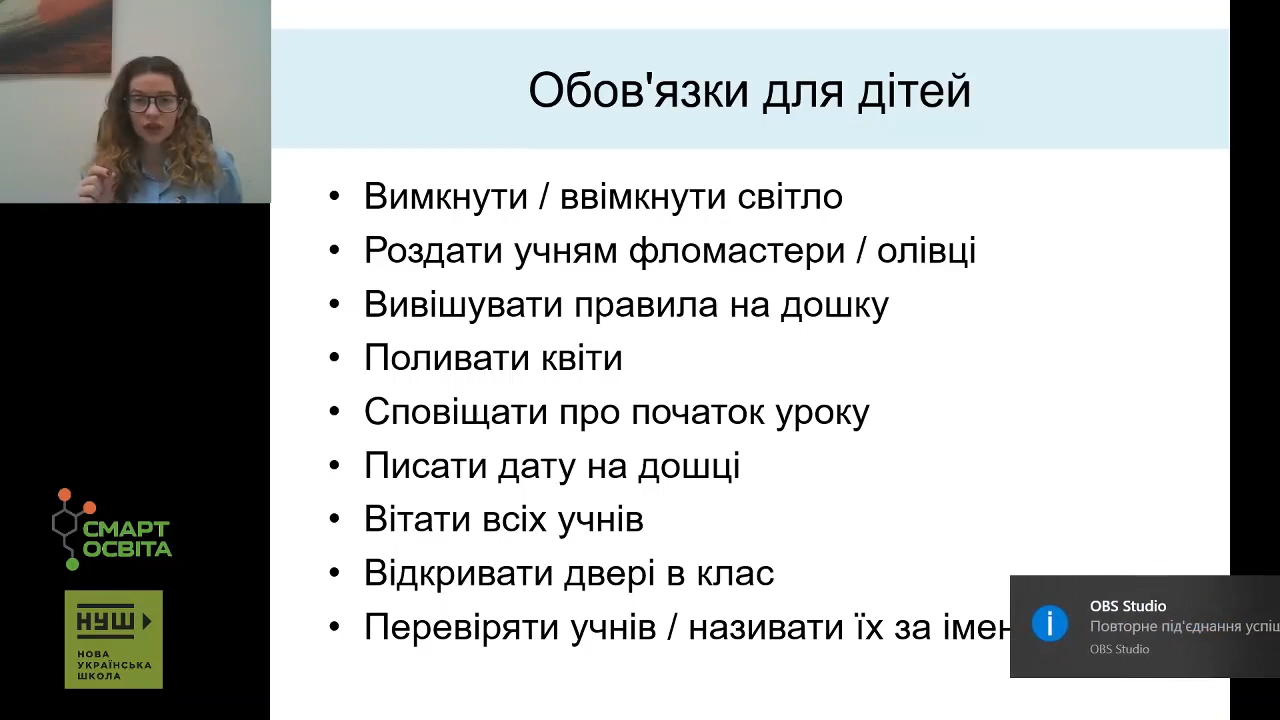 Обов'язки для дітей
• Вимкнути / ввімкнути світло
• Роздати учням фломастери / олівці
• Вивішувати правила на дошку
• Поливати квіти
• Сповіщати про початок уроку
• Писати дату на дошці
• Вітати всіх учнів
• Відкривати двері в клас
• Перевіряти учнів / називати їх за
СМАРТ
ОСВІТА
НУШ
НОВА
УКРАЇНСЬКА
ШКОЛА
OBS Studio
Повторне під'єднання
OBS Studio